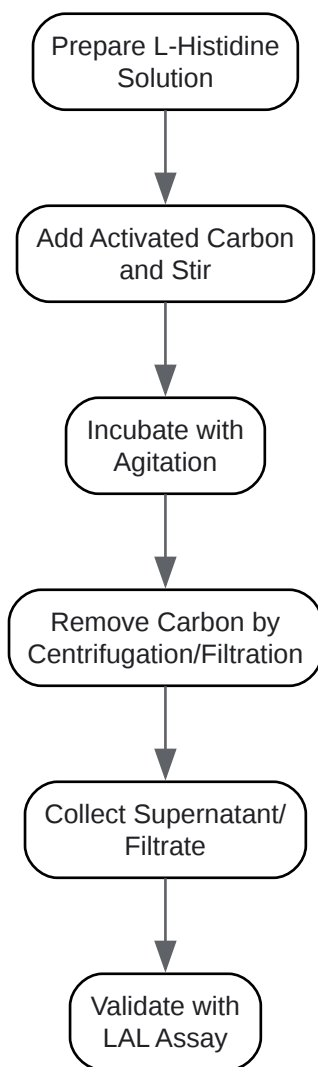 Prepare L-Histidine
Solution
Add Activated Carbon
and Stir
Incubate with
Agitation
Remove Carbon by
Centrifugation/Filtration
Collect Supernatant/
Filtrate
Validate with
LAL Assay